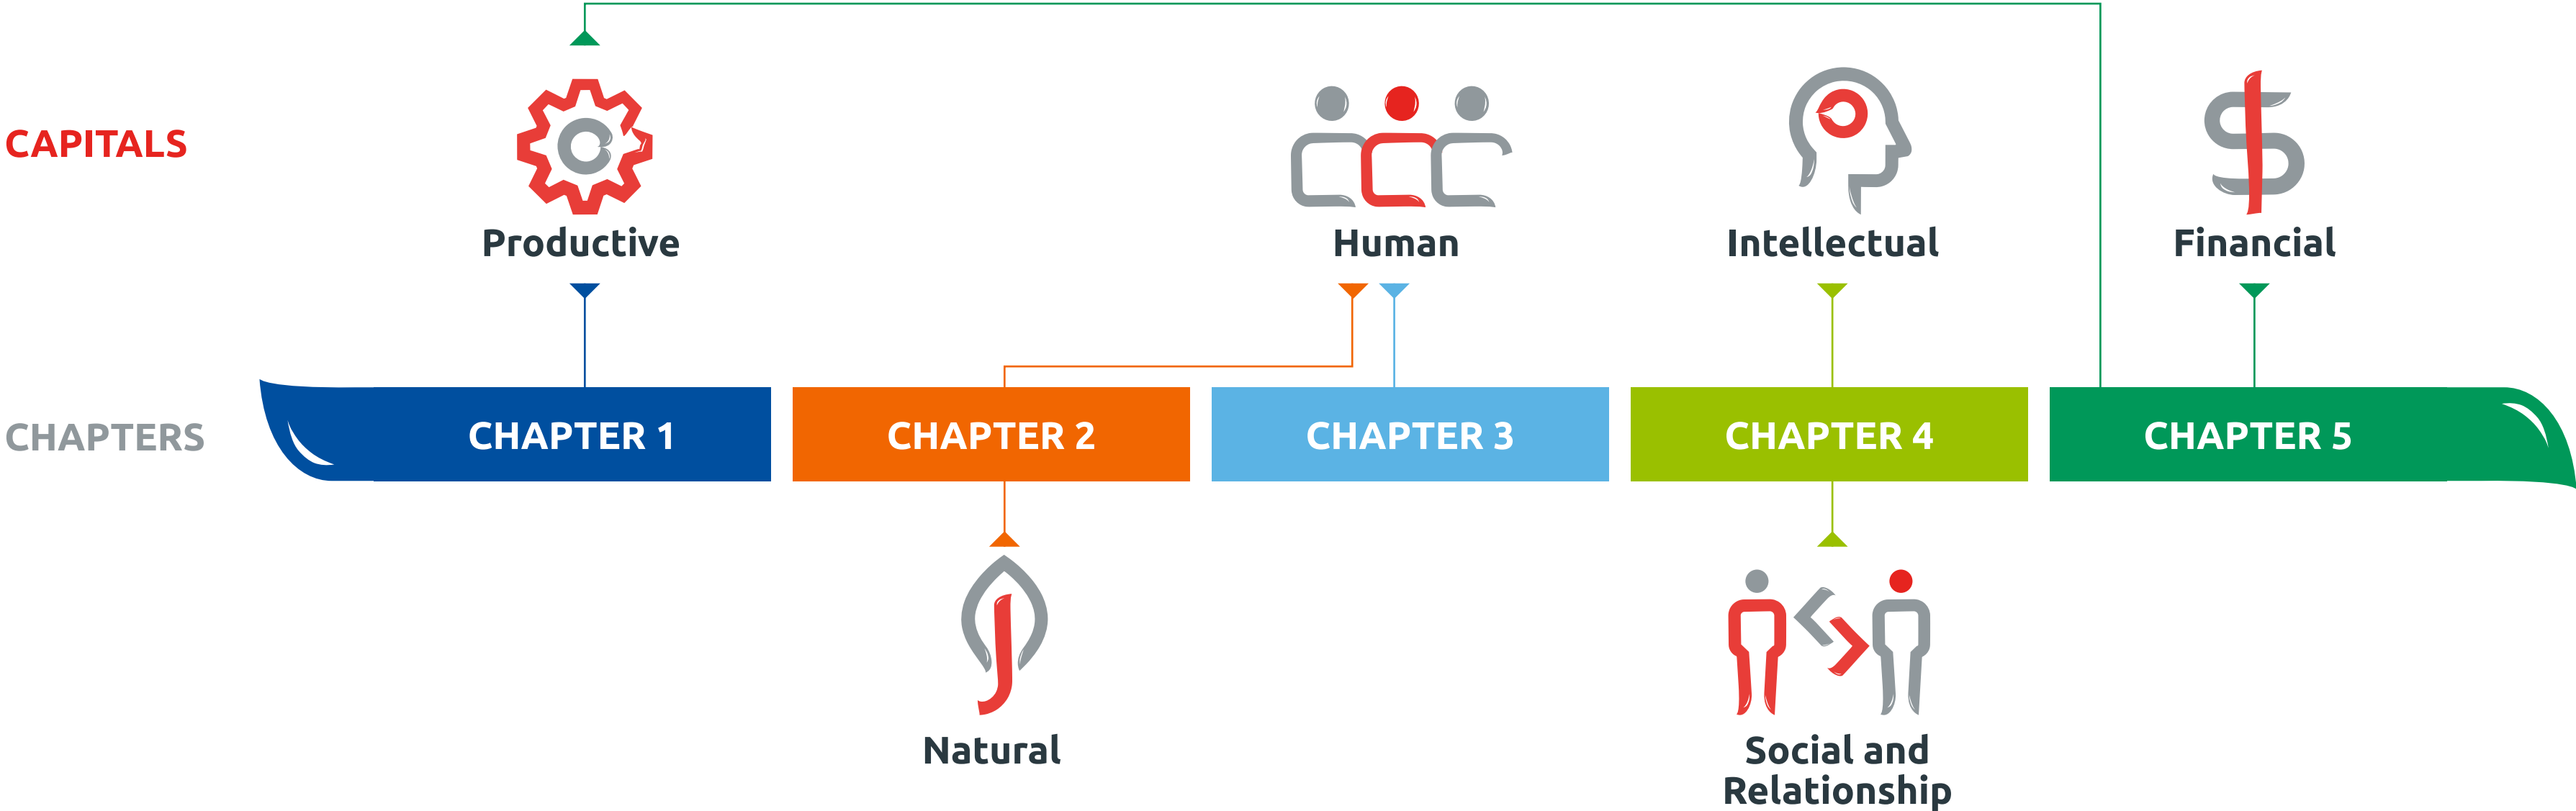 CAPITALS
Productive
Human
Intellectual
Financial
CHAPTERS
CHAPTER 1
CHAPTER 2
CHAPTER 3
CHAPTER 4
CHAPTER 5
Natural
Social and
Relationship